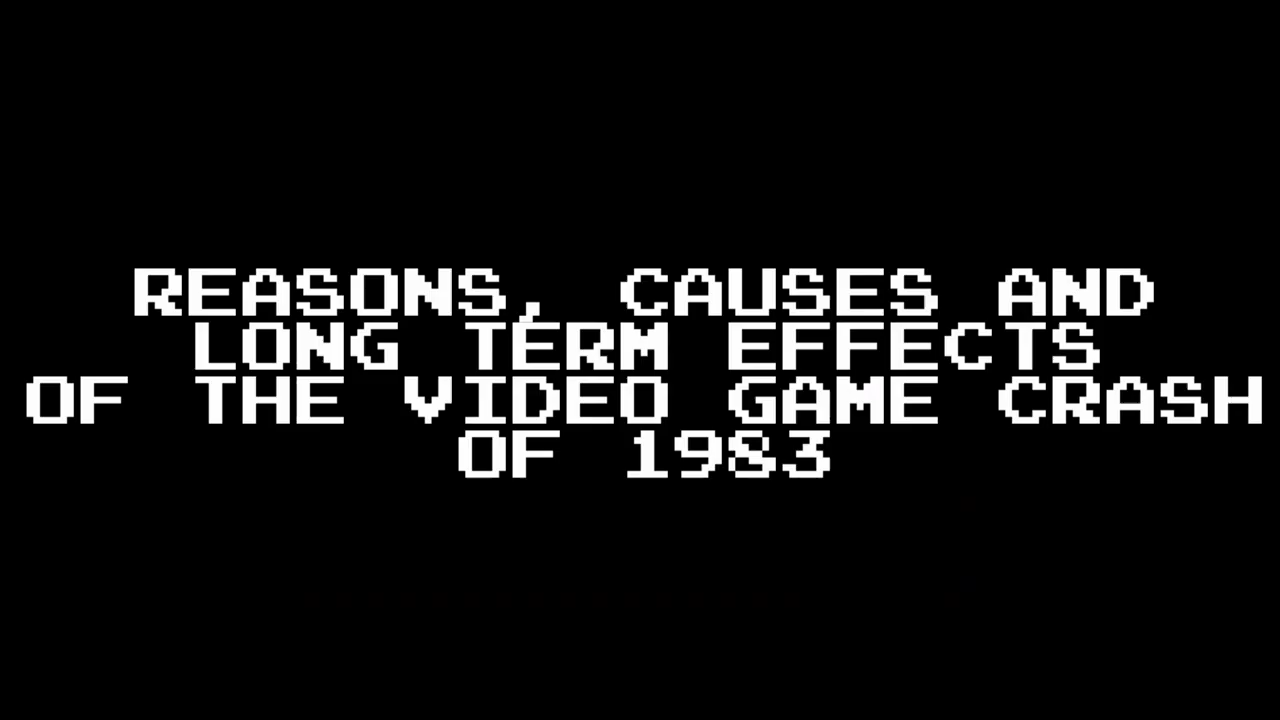 REASONS, CAUSES AND
LONG TERM EFFECTS
OF THE VIDEO GAME CRASH
OF 1983